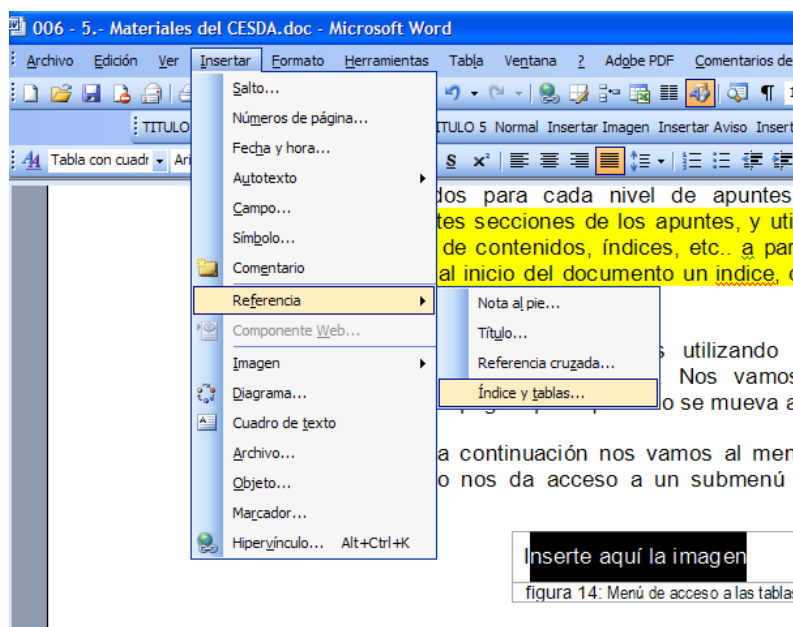 006 - 5.- Materiales del CESDA.doc - Microsoft Word
Archivo Edición Ver Insertar Formato Herramientas Tabla Ventana ? Adobe PDF Comentarios de
TITULO
TULO 5 Normal Insertar Imagen Insertar Aviso Insert
Tabla con cuadr Ari
Salto...
Números de página...
Fecha y hora...
Autotexto
Campo...
Símbolo...
Comentario
Referencia
Componente Web...
Imagen
Diagrama...
Cuadro de texto
Archivo...
Objeto...
Marcador...
Hipervínculo... Alt+Ctrl+K
Nota al pie...
Título...
Referencia cruzada...
Índice y tablas...
dos para cada nivel de apuntes
tes secciones de los apuntes, y uti
de contenidos, índices, etc.. a par
al inicio del documento un indice,
utilizando
Nos vamos
o se mueva a
a continuación nos vamos al men
o nos da acceso a un submenú
Inserte aquí la imagen
figura 14: Menú de acceso a las tablas